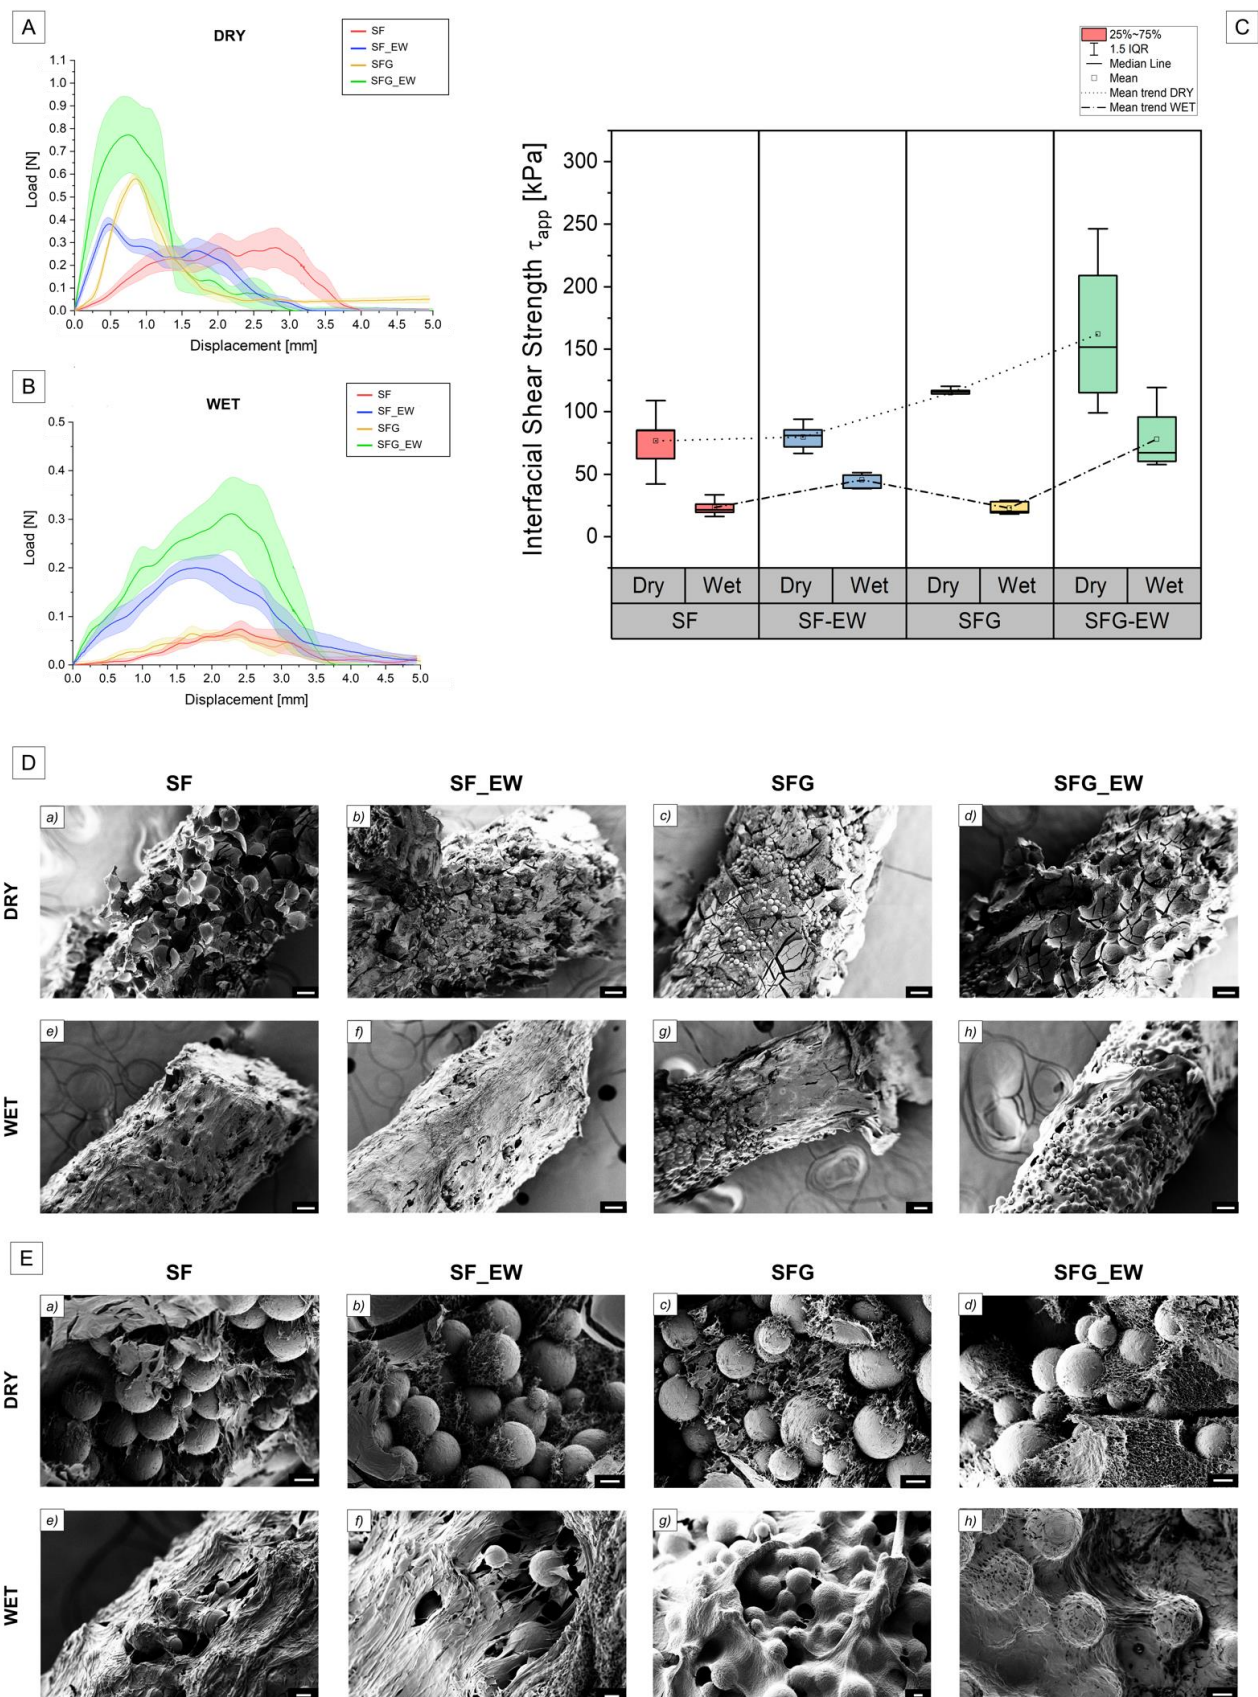 A
DRY
SF
SF_EW
SFG
SFG_EW
1.1
1.0
0.9
0.8
0.7
0.6
0.5
0.4
0.3
0.2
0.1
0.0
Load [N]
0.0 0.5 1.0 1.5 2.0 2.5 3.0 3.5 4.0 4.5 5.0
Displacement [mm]
B
WET
SF
SF_EW
SFG
SFG_EW
0.5
0.4
0.3
0.2
0.1
0.0
Load [N]
0.0 0.5 1.0 1.5 2.0 2.5 3.0 3.5 4.0 4.5 5.0
Displacement [mm]
C
25%~75%
1.5 IQR
Median Line
Mean
Mean trend DRY
Mean trend WET
Interfacial Shear Strength τapp [kPa]
300
250
200
150
100
50
0
Dry Wet Dry Wet Dry Wet Dry Wet
SF SF-EW SFG SFG-EW
D
SF SF_EW SFG SFG_EW
DRY
a) b) c) d)
WET
e) f) g) h)
E
SF SF_EW SFG SFG_EW
DRY
a) b) c) d)
WET
e) f) g) h)